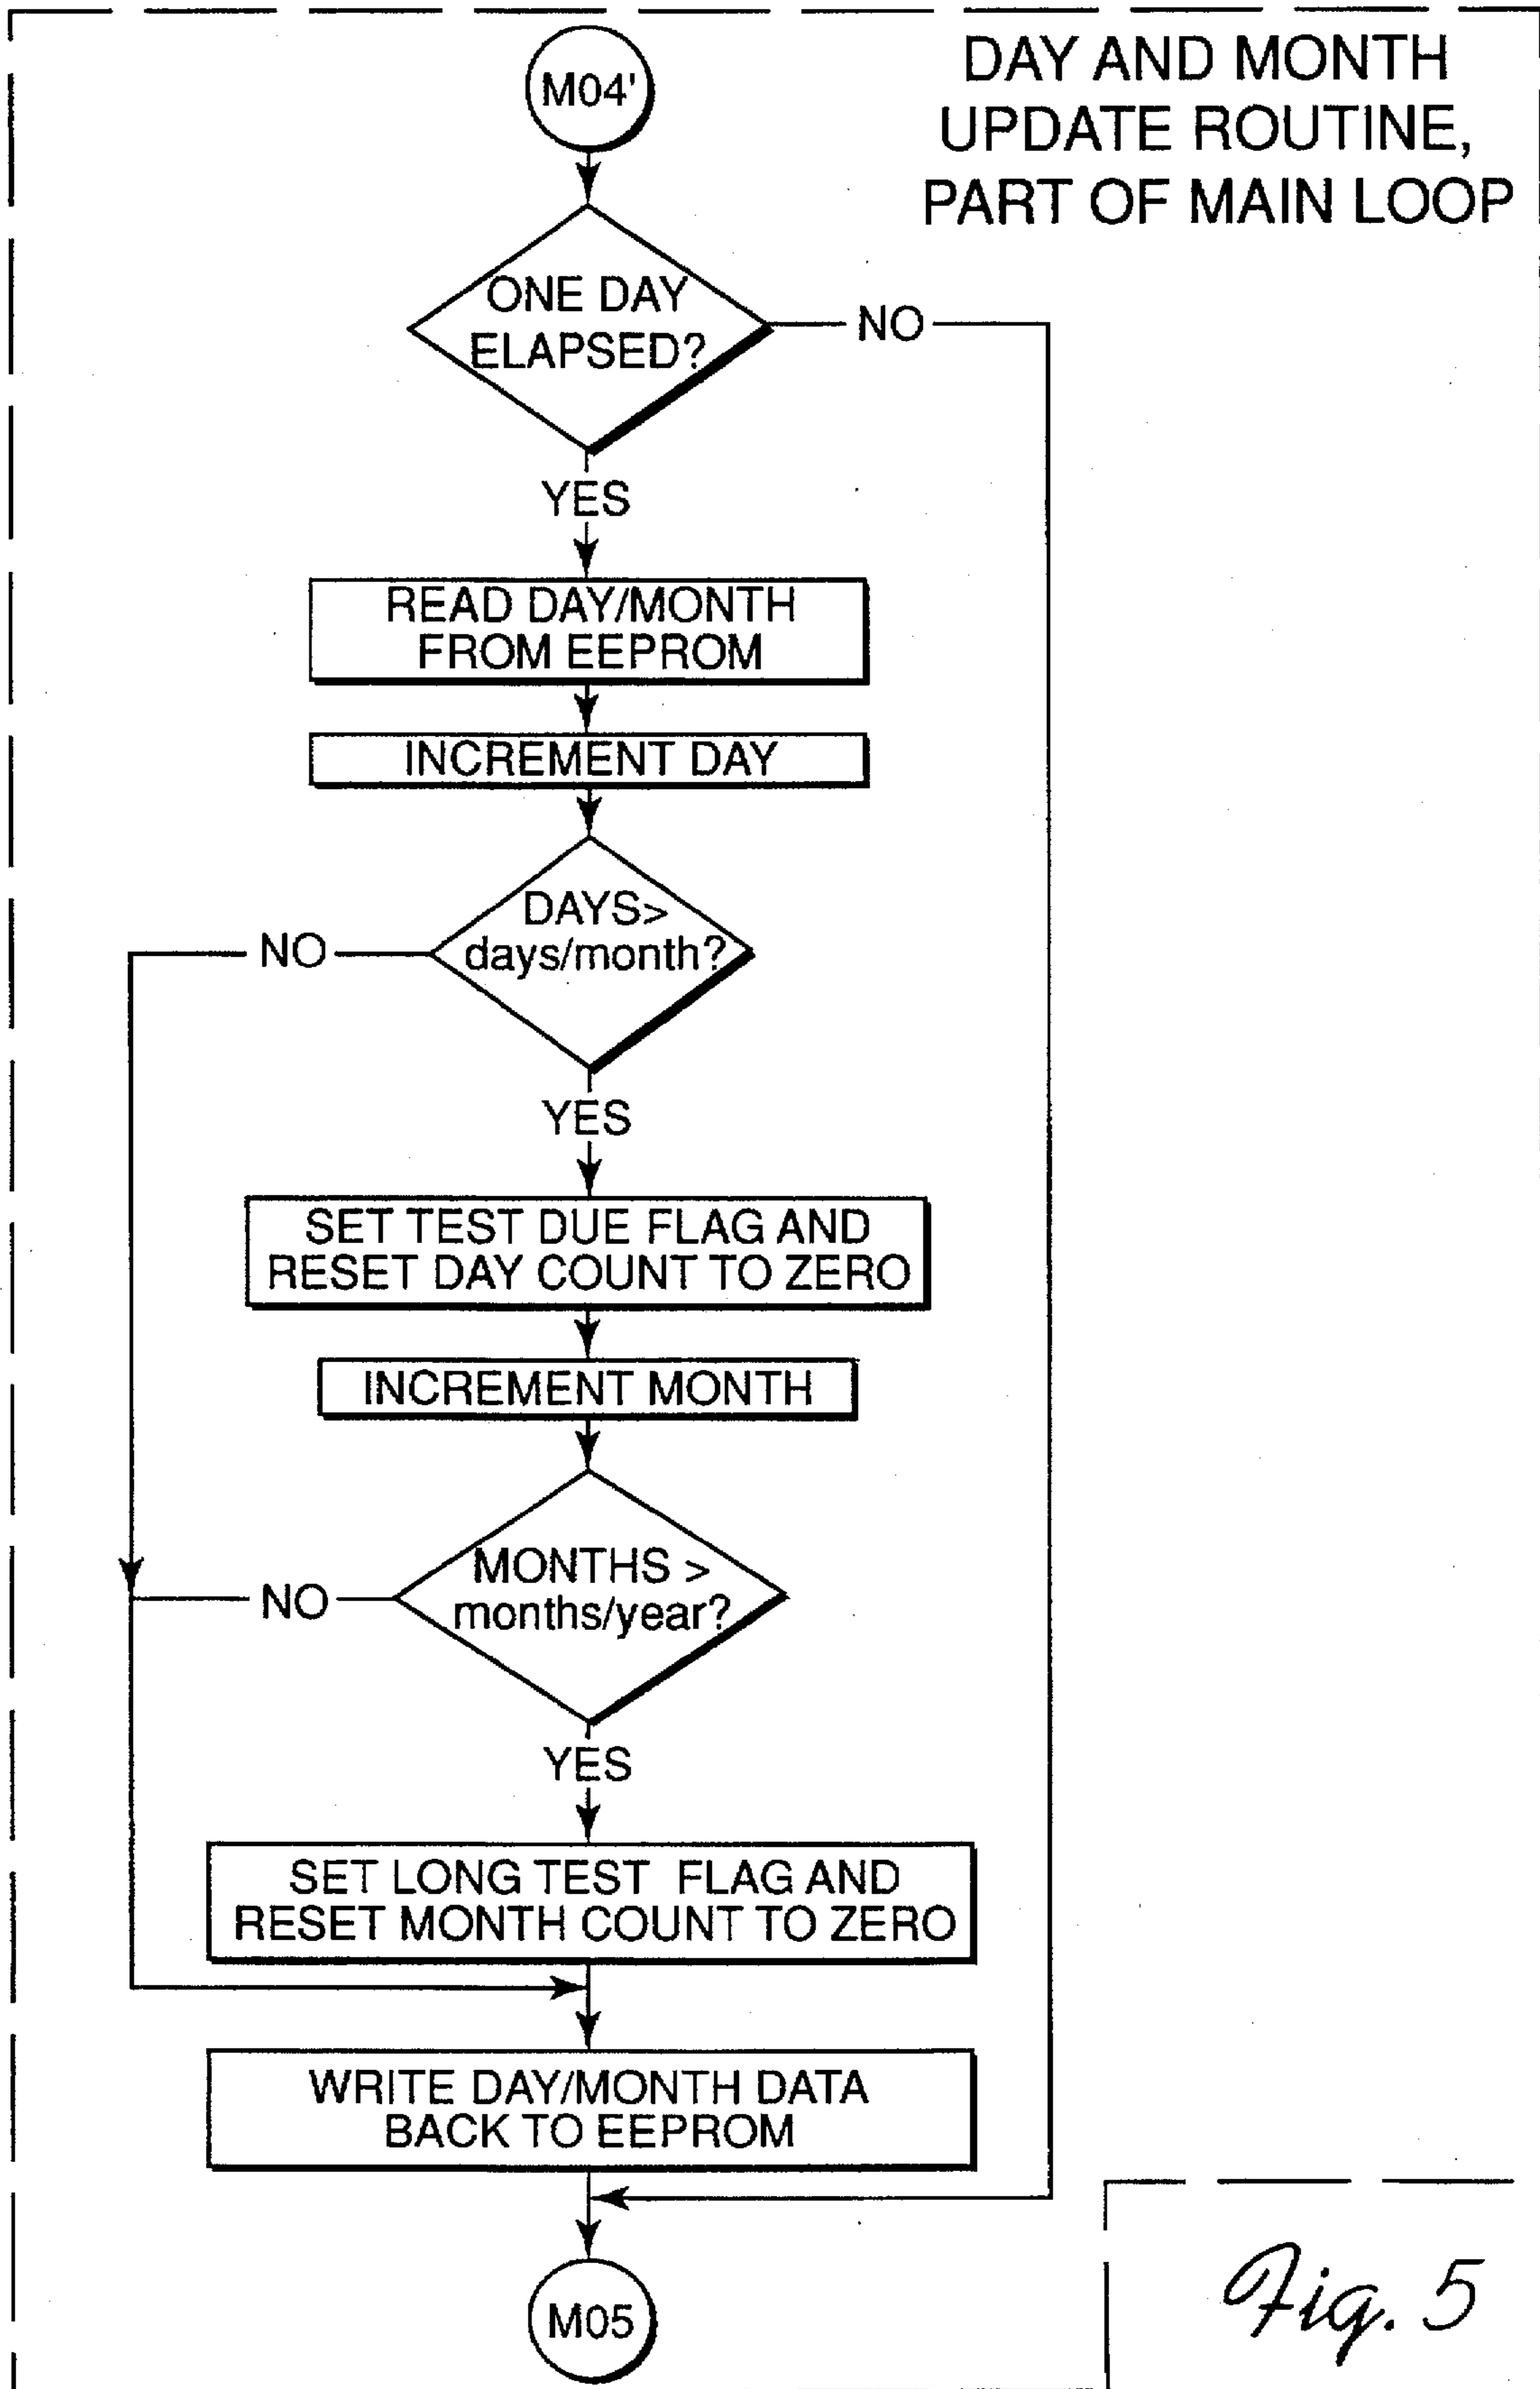 M04'
DAY AND MONTH
UPDATE ROUTINE,
PART OF MAIN LOOP
ONE DAY
ELAPSED?
NO
YES
READ DAY/MONTH
FROM EEPROM
INCREMENT DAY
DAYS>
days/month?
NO
YES
SET TEST DUE FLAG AND
RESET DAY COUNT TO ZERO
INCREMENT MONTH
MONTHS >
months/year?
NO
YES
SET LONG TEST FLAG AND
RESET MONTH COUNT TO ZERO
WRITE DAY/MONTH DATA
BACK TO EEPROM
M05
Fig. 5